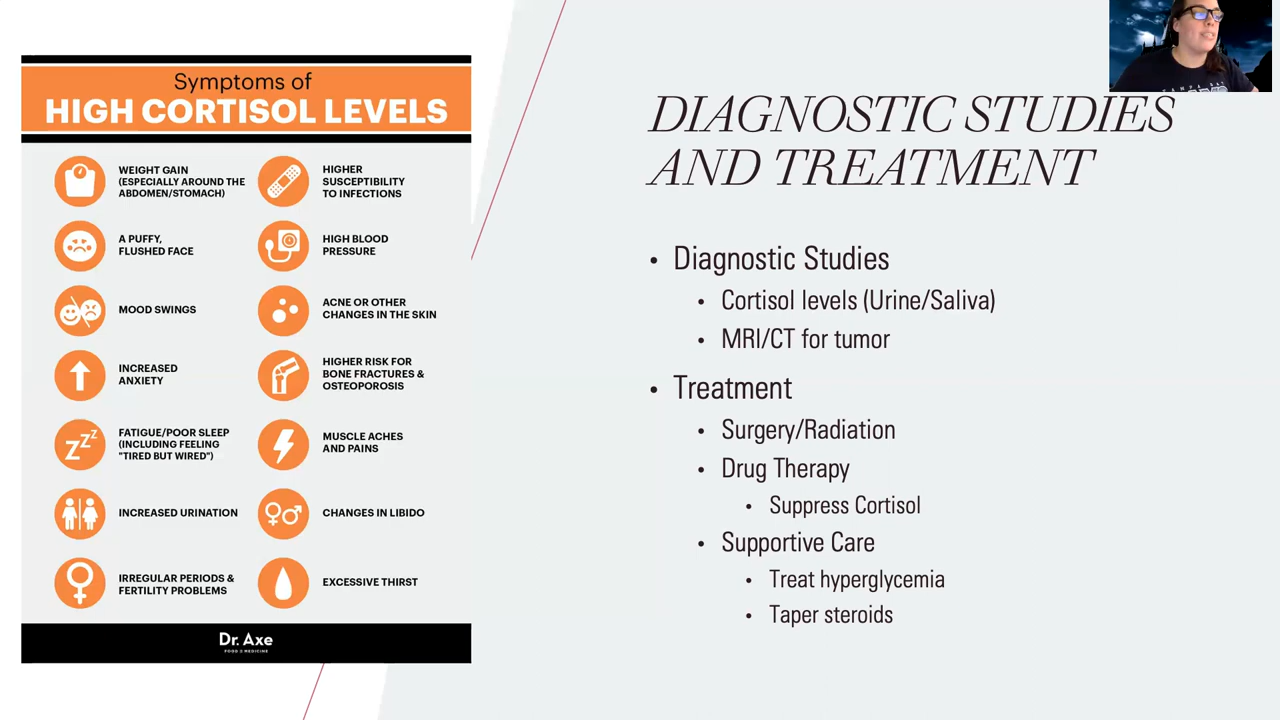 Symptoms of
HIGH CORTISOL LEVELS
WEIGHT GAIN
(ESPECIALLY AROUND THE
ABDOMEN/STOMACH)
HIGHER
SUSCEPTIBILITY
TO INFECTIONS
A PUFFY,
FLUSHED FACE
HIGH BLOOD
PRESSURE
MOOD SWINGS
ACNE OR OTHER
CHANGES IN THE SKIN
INCREASED
ANXIETY
HIGHER RISK FOR
BONE FRACTURES &
OSTEOPOROSIS
ZZZ
FATIGUE/POOR SLEEP
(INCLUDING FEELING
"TIRED BUT WIRED")
MUSCLE ACHES
AND PAINS
INCREASED URINATION
CHANGES IN LIBIDO
IRREGULAR PERIODS &
FERTILITY PROBLEMS
EXCESSIVE THIRST
Dr. Axe
FOOD is MEDICINE
DIAGNOSTIC STUDIES
AND TREATMENT
• Diagnostic Studies
• Cortisol levels (Urine/Saliva)
• MRI/CT for tumor
• Treatment
• Surgery/Radiation
• Drug Therapy
• Suppress Cortisol
• Supportive Care
• Treat hyperglycemia
• Taper steroids